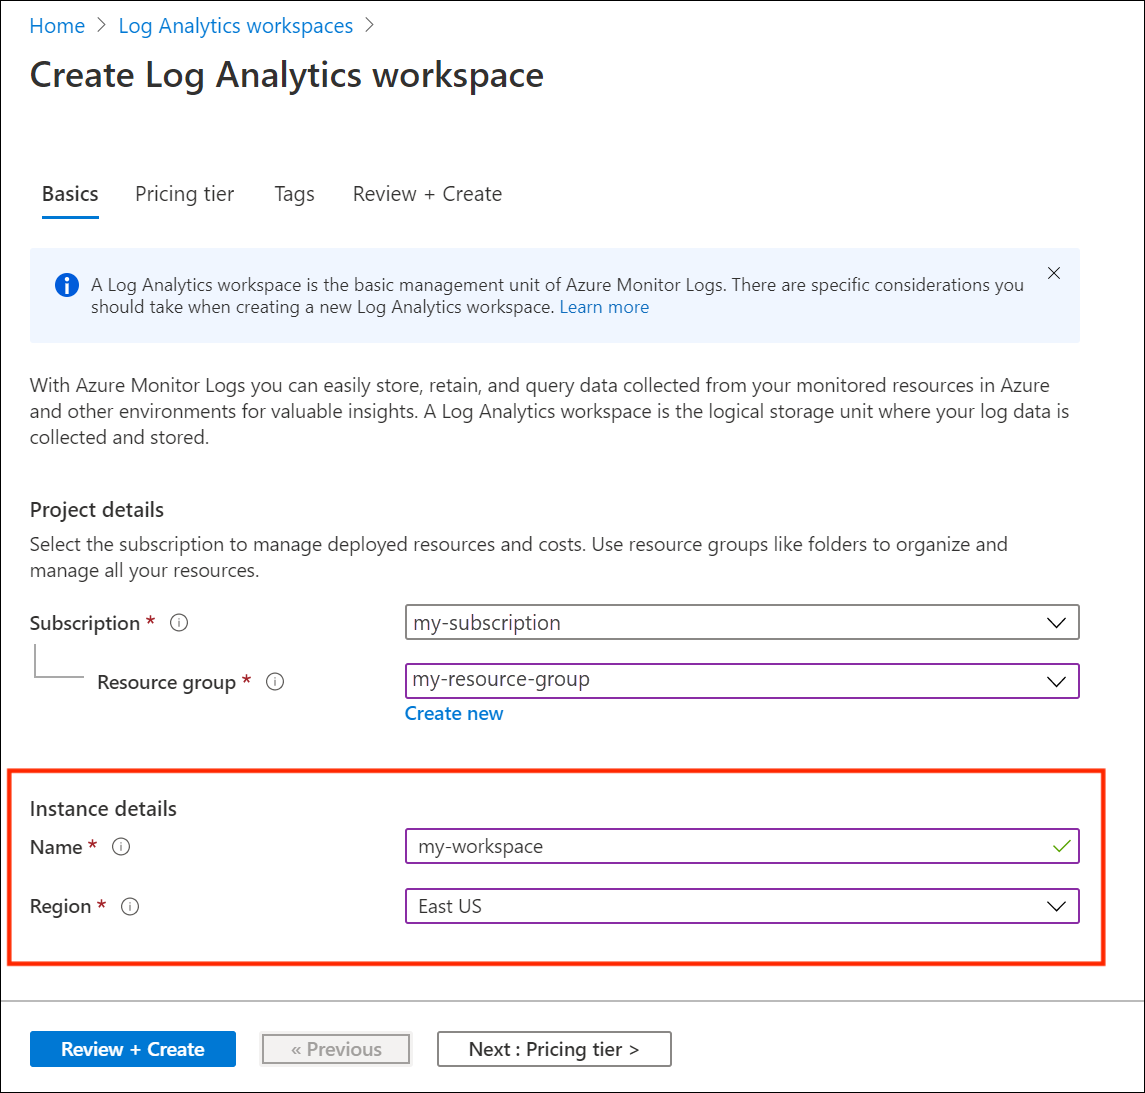 Home > Log Analytics workspaces >
Create Log Analytics workspace
Basics Pricing tier Tags Review + Create
A Log Analytics workspace is the basic management unit of Azure Monitor Logs. There are specific considerations you
should take when creating a new Log Analytics workspace. Learn more
With Azure Monitor Logs you can easily store, retain, and query data collected from your monitored resources in Azure
and other environments for valuable insights. A Log Analytics workspace is the logical storage unit where your log data is
collected and stored.
Project details
Select the subscription to manage deployed resources and costs. Use resource groups like folders to organize and
manage all your resources.
Subscription * my-subscription
Resource group * my-resource-group
Create new
Instance details
Name * my-workspace
Region * East US
Review + Create « Previous Next : Pricing tier >